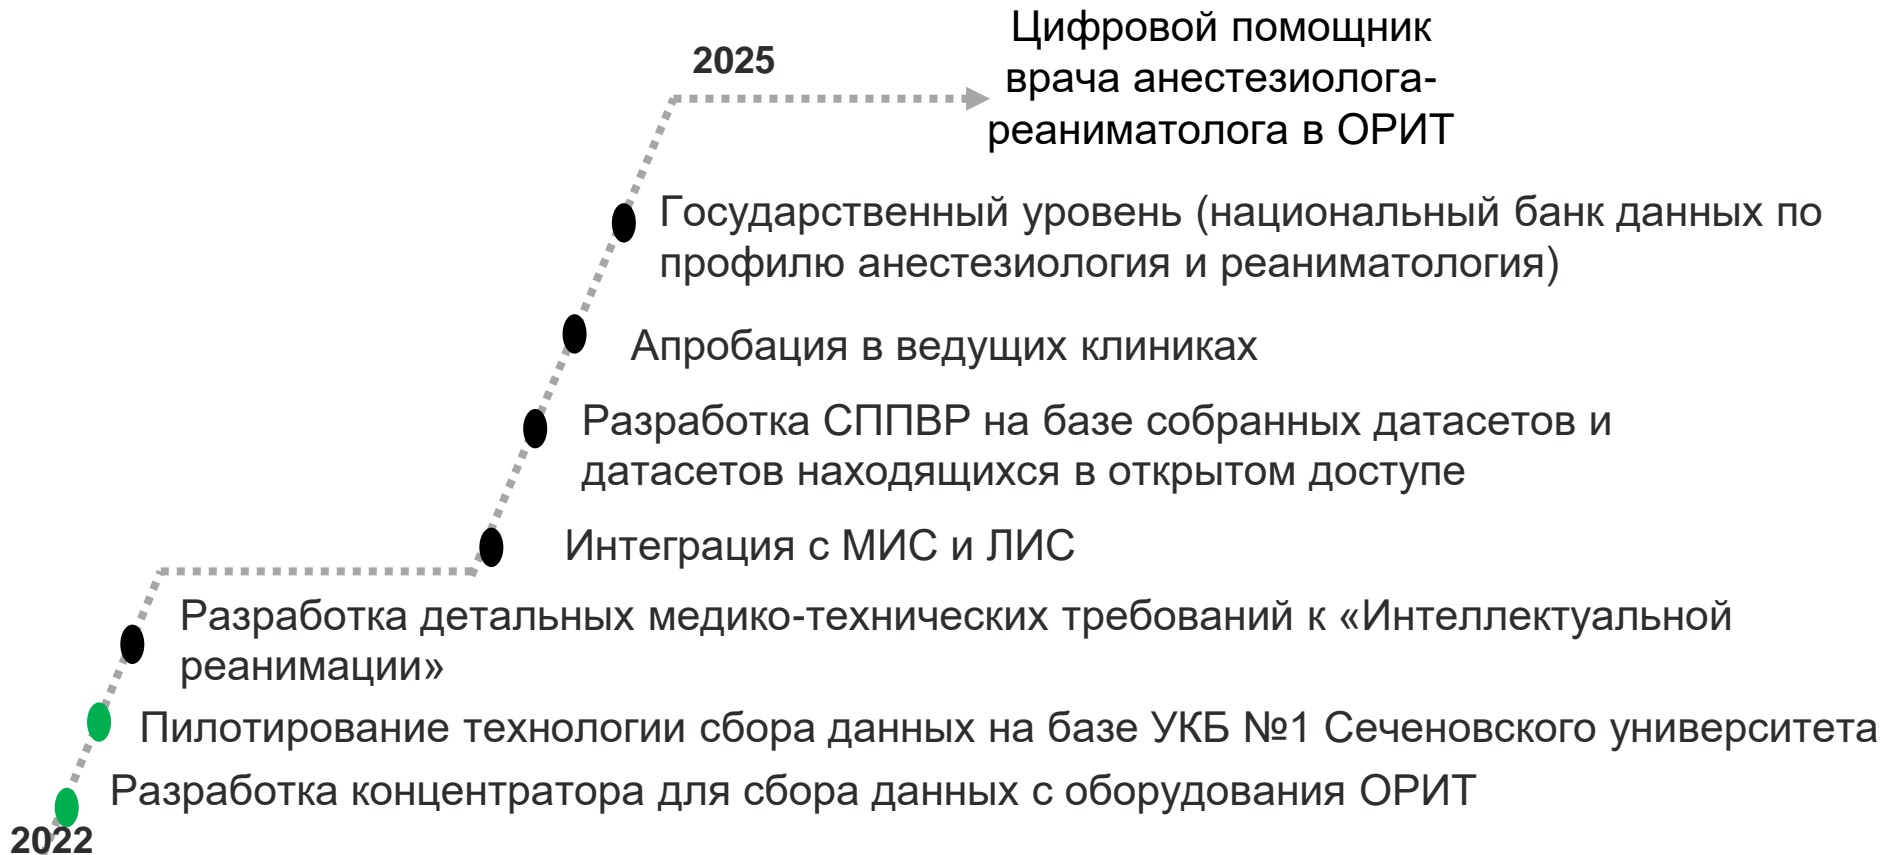 2025
Цифровой помощник
врача анестезиолога-
реаниматолога в ОРИТ
Государственный уровень (национальный банк данных по
профилю анестезиология и реаниматология)
Апробация в ведущих клиниках
Разработка СППВР на базе собранных датасетов и
датасетов находящихся в открытом доступе
Интеграция с МИС и ЛИС
Разработка детальных медико-технических требований к «Интеллектуальной
реанимации»
Пилотирование технологии сбора данных на базе УКБ №1 Сеченовского университета
Разработка концентратора для сбора данных с оборудования ОРИТ
2022